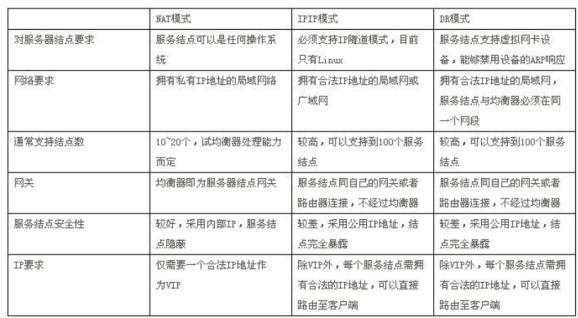 NAT模式 IPIP模式 DR模式
对服务器结点要求 服务结点可以是任何操作系 必须支持IP隧道模式，目前 服务结点支持虚拟网卡设
统 只有Linux 备，能够禁用设备的ARP响应
网络要求 拥有私有IP地址的局域网络 拥有合法IP地址的局域网或 拥有合法IP地址的局域网，
广域网 服务结点与均衡器必须在同
一个网段
通常支持结点数 10~20个，试均衡器处理能力 较高，可以支持到100个服务 较高，可以支持到100个服务
而定 结点 结点
网关 均衡器即为服务器结点网关 服务结点同自己的网关或者 服务结点同自己的网关或者
路由器连接，不经过均衡器 路由器连接，不经过均衡器
服务结点安全性 较好，采用内部IP，服务结 较差，采用公用IP地址，结 较差，采用公用IP地址，结
点隐蔽 点完全暴露 点完全暴露
IP要求 仅需要一个合法IP地址作 除VIP外，每个服务结点需拥 除VIP外，每个服务结点需拥
为VIP 有合法的IP地址，可以直接 有合法的IP地址，可以直接
路由至客户端 路由至客户端